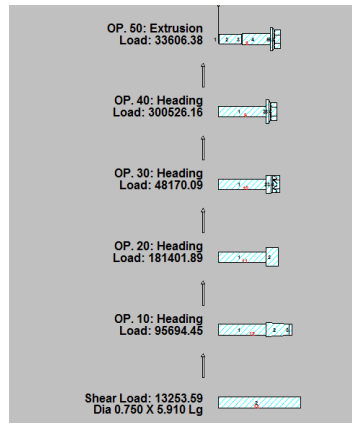 OP. 50: Extrusion
Load: 33606.38
OP. 40: Heading
Load: 300526.16
OP. 30: Heading
Load: 48170.09
OP. 20: Heading
Load: 181401.89
OP. 10: Heading
Load: 95694.45
Shear Load: 13253.59
Dia 0.750 X 5.910 Lg